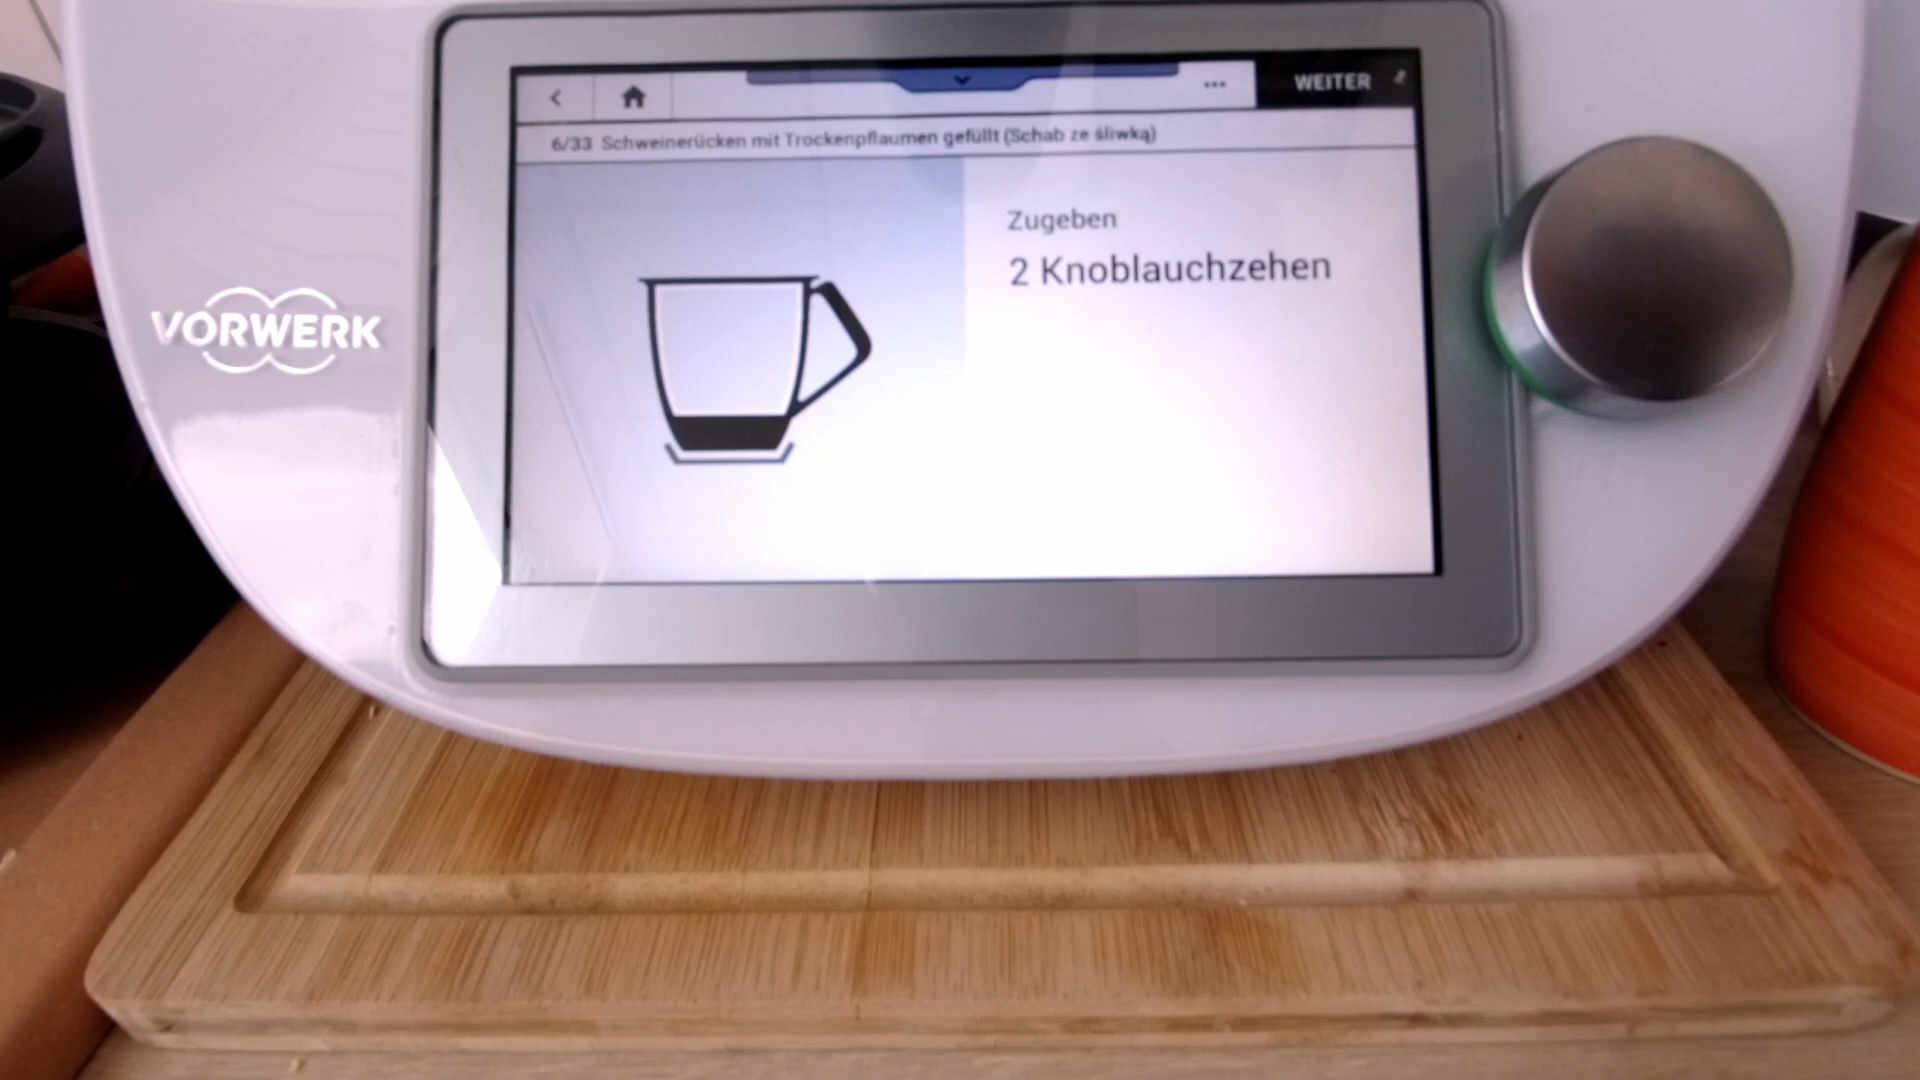 WEITER
6/33 Schweinerücken mit Trockenpflaumen gefüllt (Schab ze śliwką)
Zugeben
2 Knoblauchzehen
VORWERK